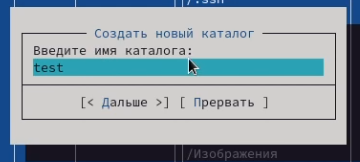 /.ssh
Создать новый каталог
Введите имя каталога:
test
[< Дальше >] [ Прервать ]
/Изображения